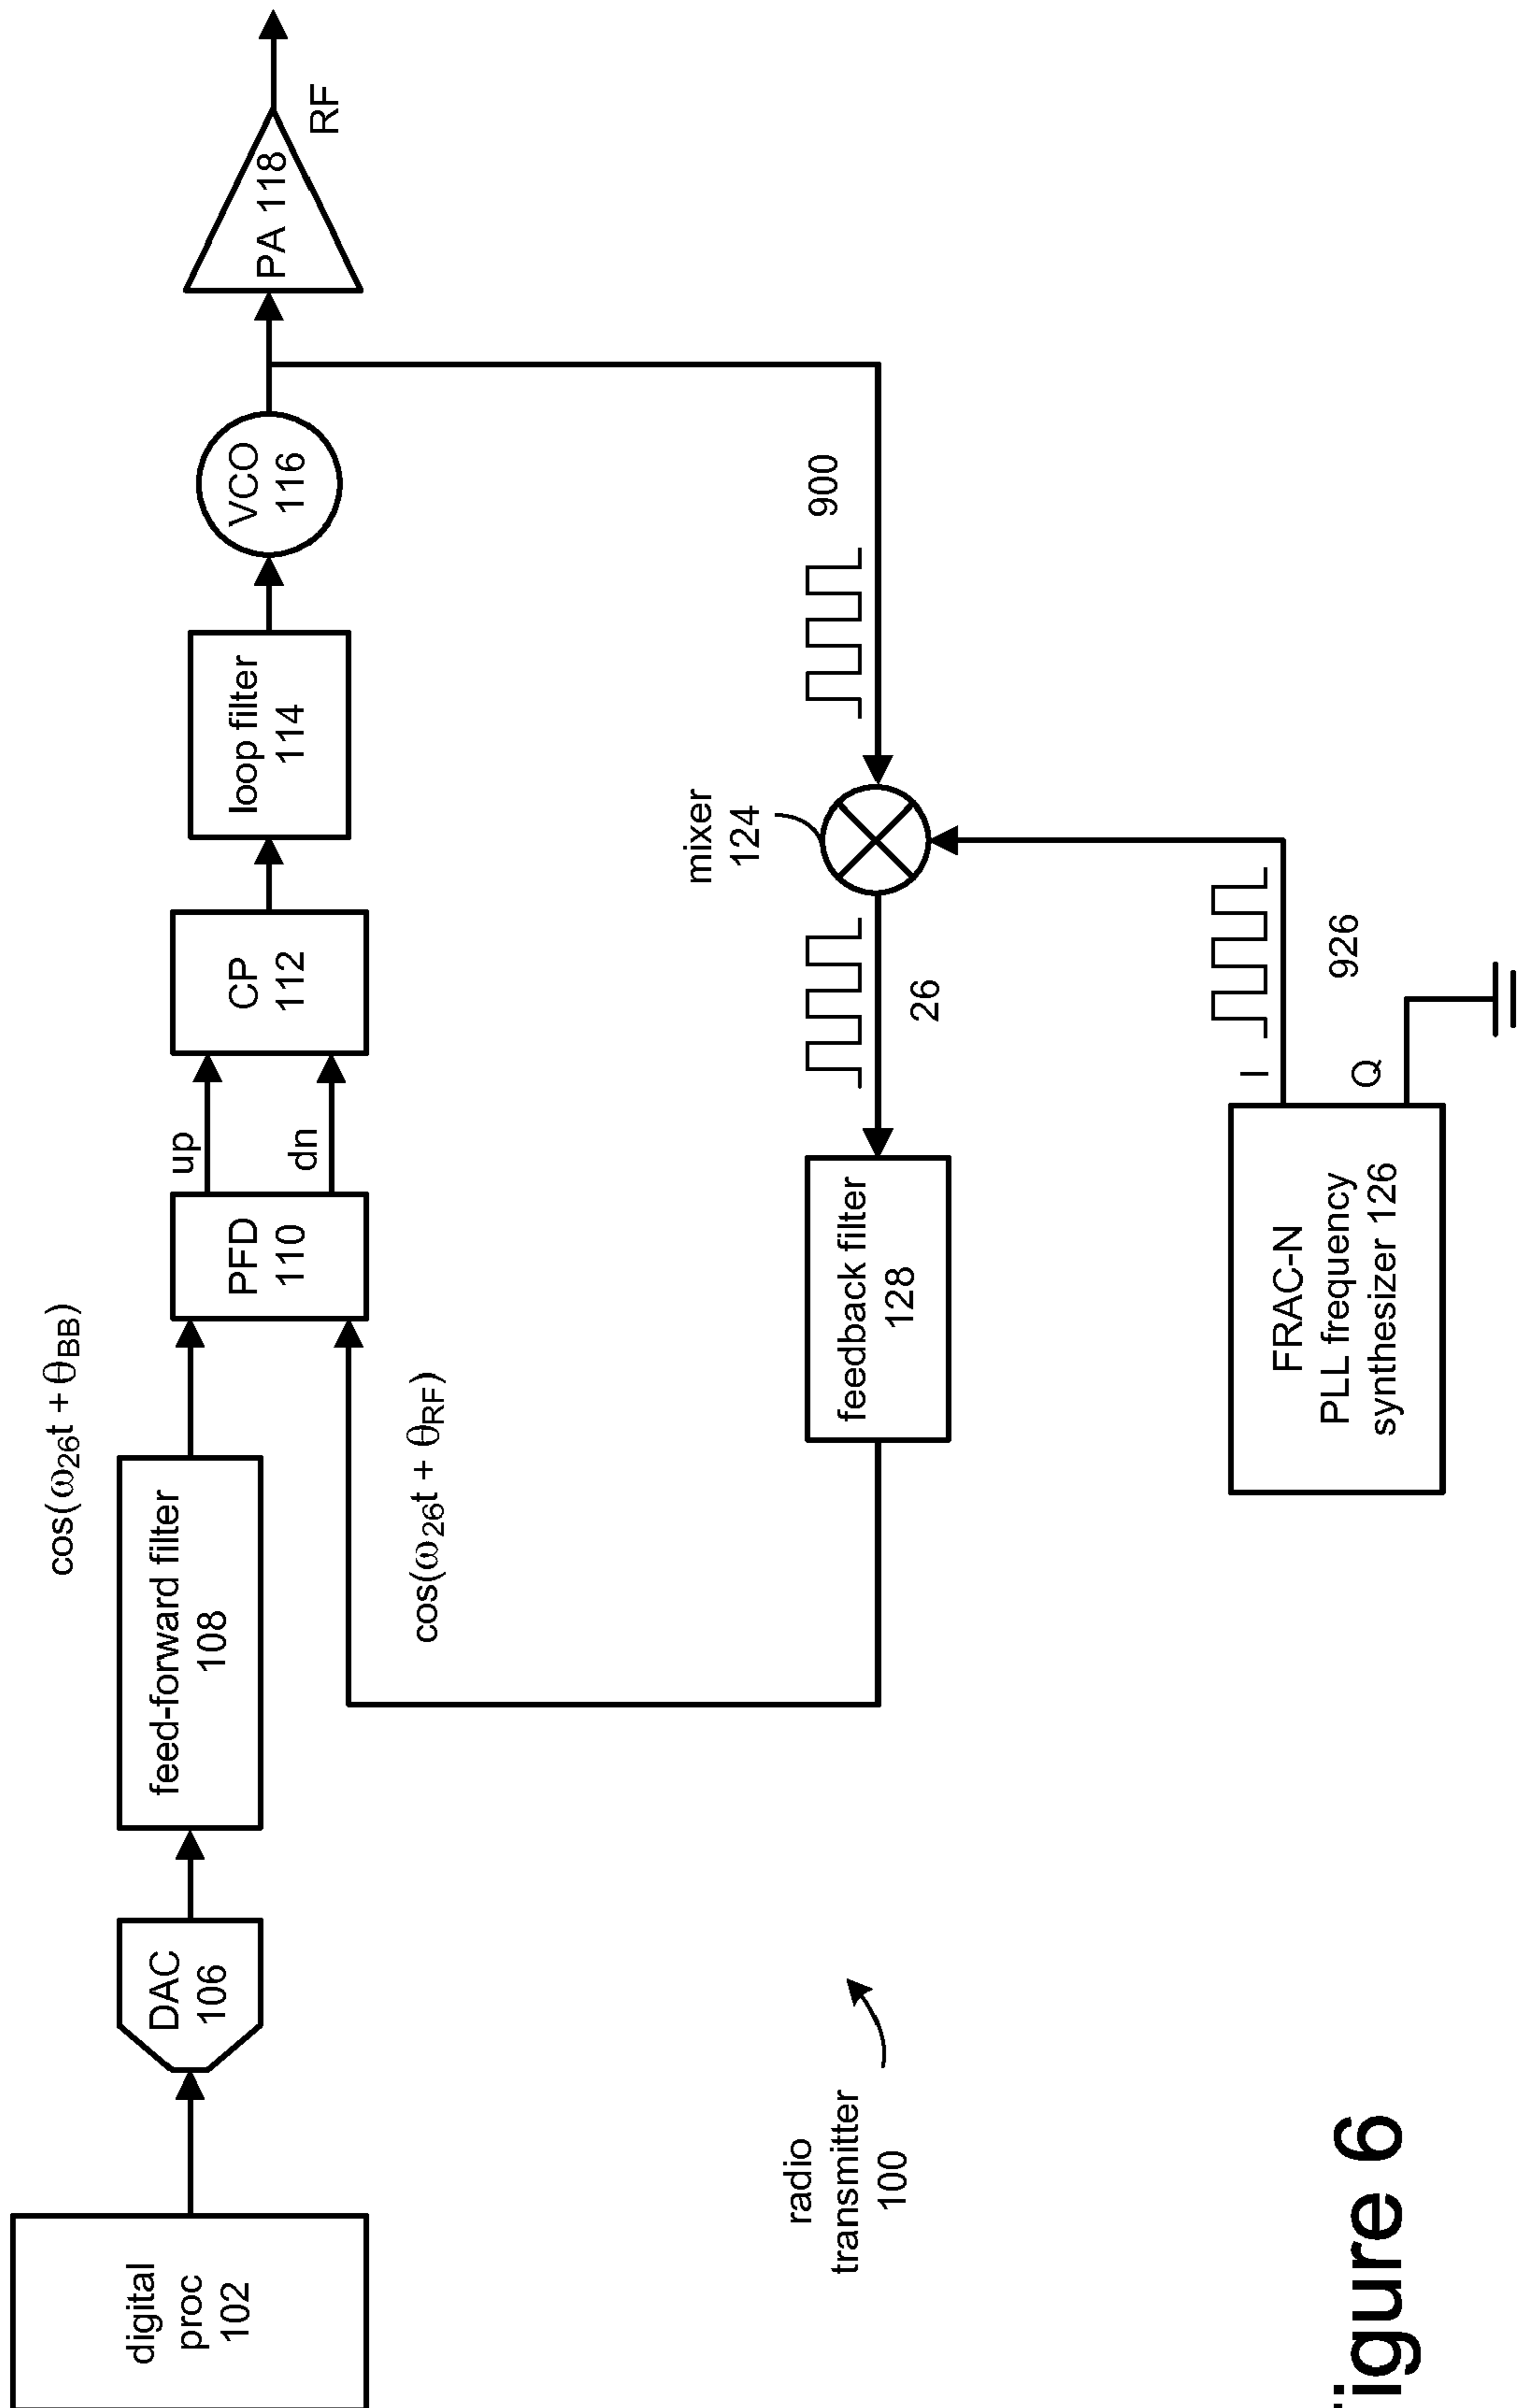 digital
proc
102
DAC
106
feed-forward filter
108
cos(ω26t + θBB)
PFD
110
up
dn
CP
112
loop filter
114
VCO
116
PA 118
RF
cos(ω26t + θRF)
feedback filter
128
26
mixer
124
900
radio
transmitter
100
FRAC-N
PLL frequency
synthesizer 126
I
Q
926
igure 6